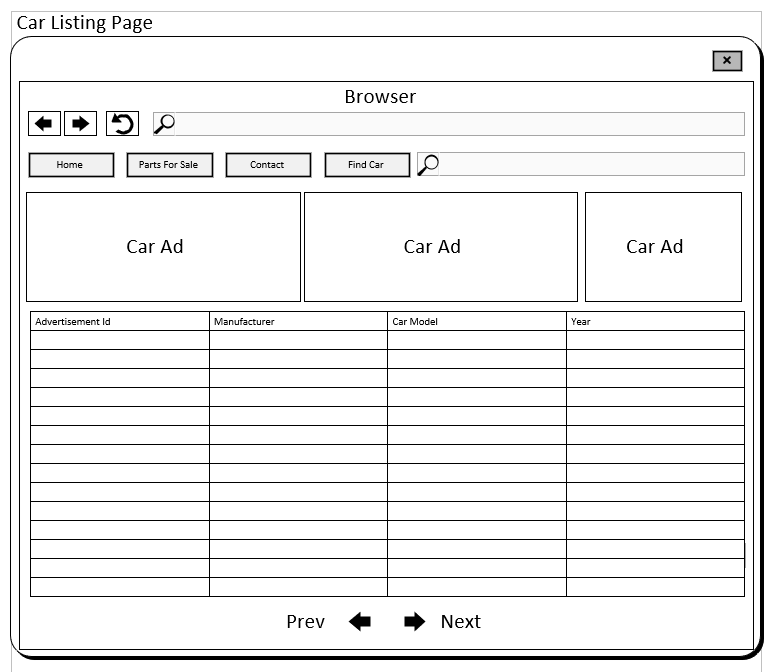 Car Listing Page
Browser
Home Parts For Sale Contact Find Car
Car Ad Car Ad Car Ad
Advertisement Id Manufacturer Car Model Year
Prev Next